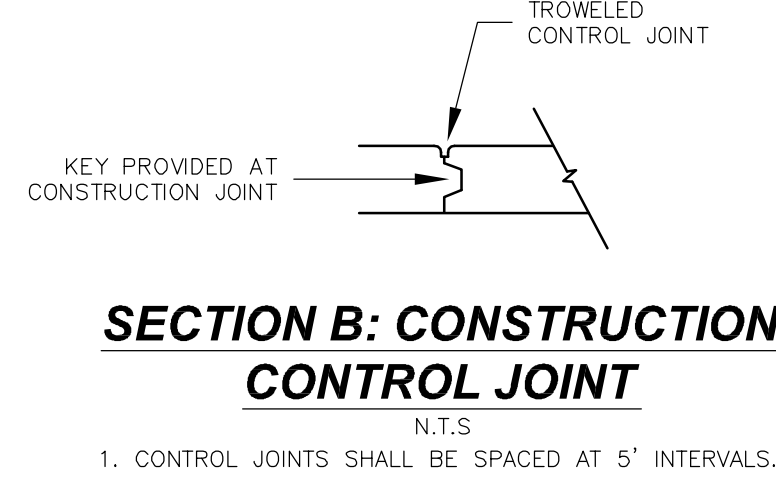 TROWELED
CONTROL JOINT
KEY PROVIDED AT
CONSTRUCTION JOINT
SECTION B: CONSTRUCTION
CONTROL JOINT
N.T.S
1. CONTROL JOINTS SHALL BE SPACED AT 5' INTERVALS.